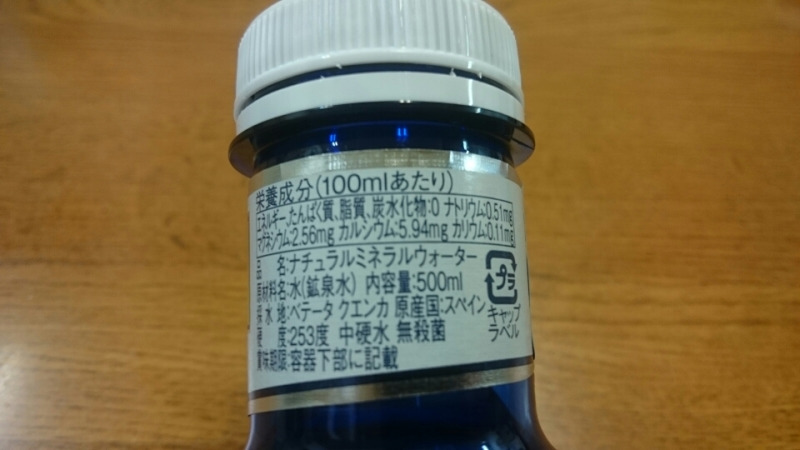 栄養成分(100mlあたり)
エネルギー、たんぱく質、脂質、炭水化物:0 ナトリウム:0.51mg
マグネシウム:2.56mg カルシウム:5.94mg カリウム:0.11mg
品名:ナチュラルミネラルウォーター
原材料名:水(鉱泉水) 内容量:500ml
採水地:ベテータ クエンカ 原産国:スペイン
硬度:253度 中硬水 無殺菌
賞味期限:容器下部に記載
プラ
キャップ
ラベル